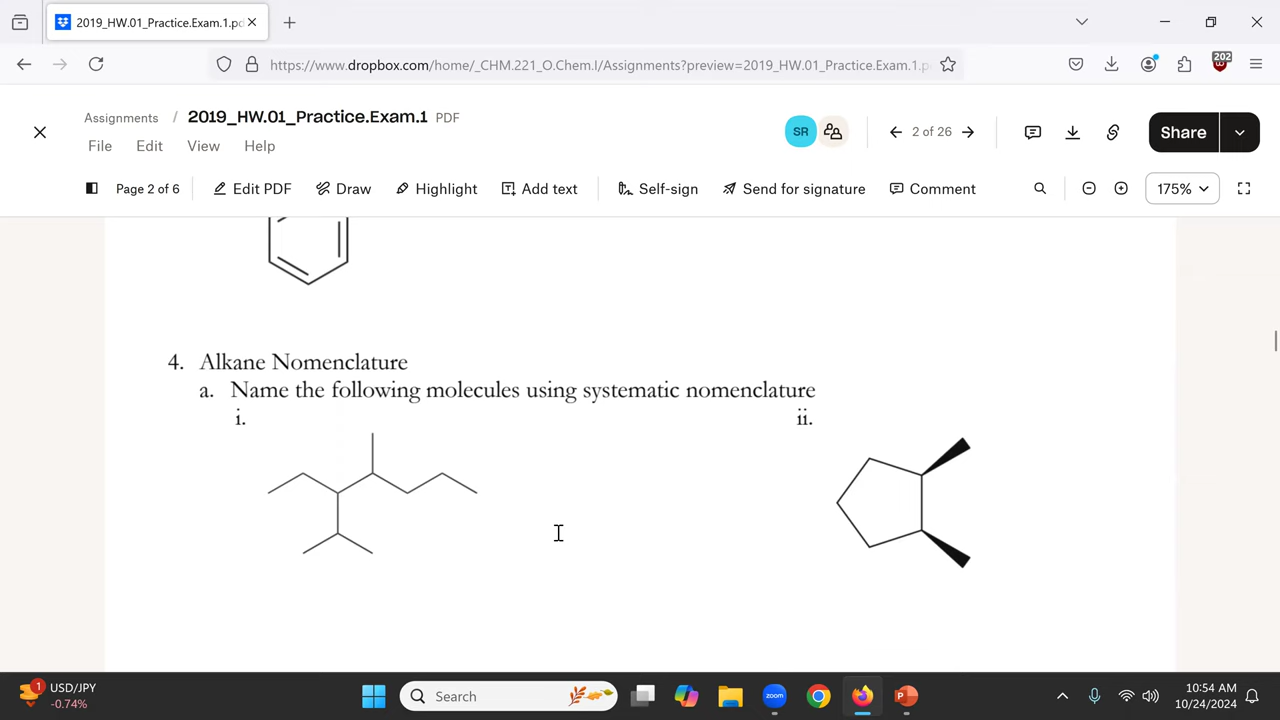 2019_HW.01_Practice.Exam.1.pd
https://www.dropbox.com/home/_CHM.221_O.Chem.I/Assignments?preview=2019_HW.01_Practice.Exam.1.p
202
Assignments / 2019_HW.01_Practice.Exam.1 PDF
File Edit View Help
SR
2 of 26
Share
Page 2 of 6
Edit PDF
Draw
Highlight
Add text
Self-sign
Send for signature
Comment
175%
4. Alkane Nomenclature
a. Name the following molecules using systematic nomenclature
i. ii.
1
USD/JPY
-0.74%
Search
zoom
10:54 AM
10/24/2024